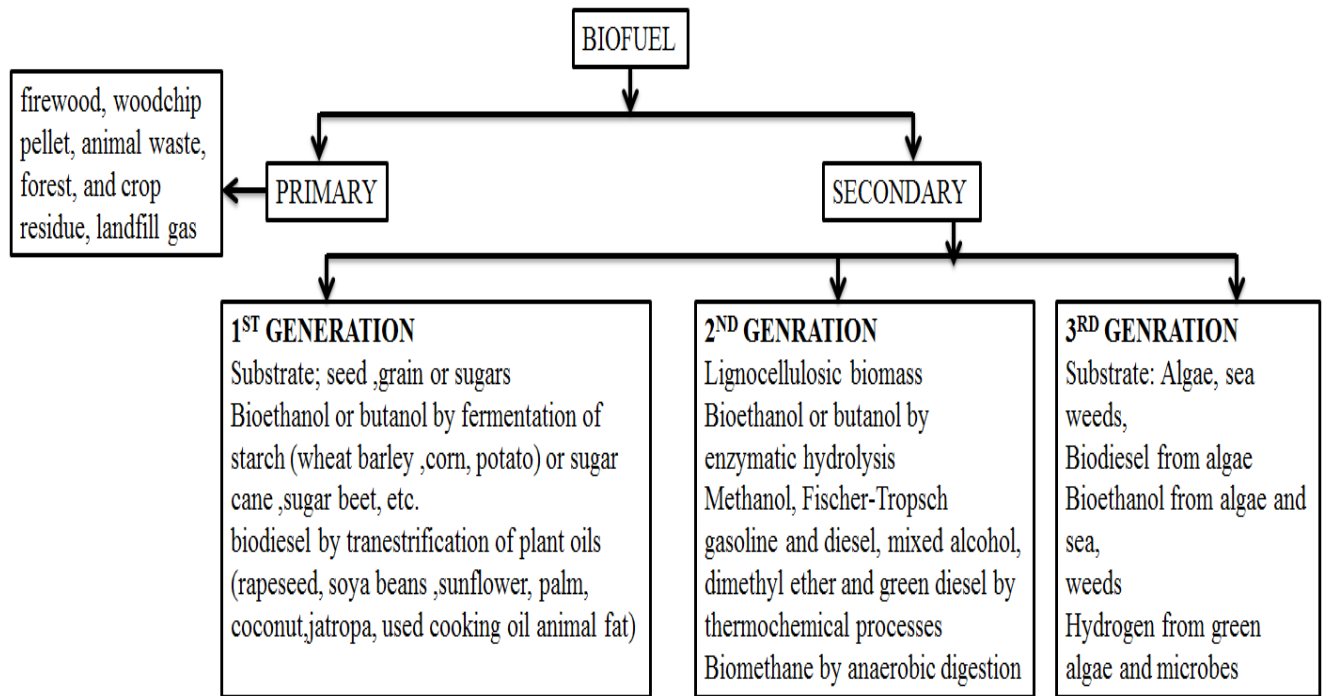 BIOFUEL
firewood, woodchip
pellet, animal waste,
forest, and crop
residue, landfill gas
PRIMARY
SECONDARY
1ST GENERATION
Substrate; seed ,grain or sugars
Bioethanol or butanol by fermentation of
starch (wheat barley ,corn, potato) or sugar
cane ,sugar beet, etc.
biodiesel by tranestrification of plant oils
(rapeseed, soya beans ,sunflower, palm,
coconut,jatropa, used cooking oil animal fat)
2ND GENRATION
Lignocellulosic biomass
Bioethanol or butanol by
enzymatic hydrolysis
Methanol, Fischer-Tropsch
gasoline and diesel, mixed alcohol,
dimethyl ether and green diesel by
thermochemical processes
Biomethane by anaerobic digestion
3RD GENRATION
Substrate: Algae, sea
weeds,
Biodiesel from algae
Bioethanol from algae and
sea,
weeds
Hydrogen from green
algae and microbes